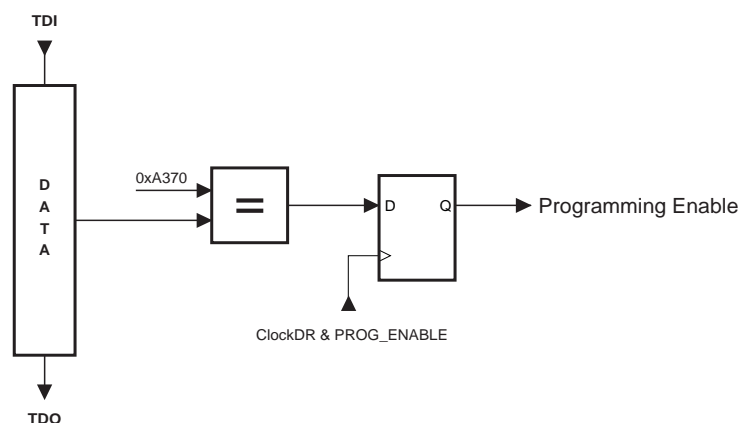 TDI
D
A
T
A
0xA370
=
D
Q
Programming Enable
ClockDR & PROG_ENABLE
TDO